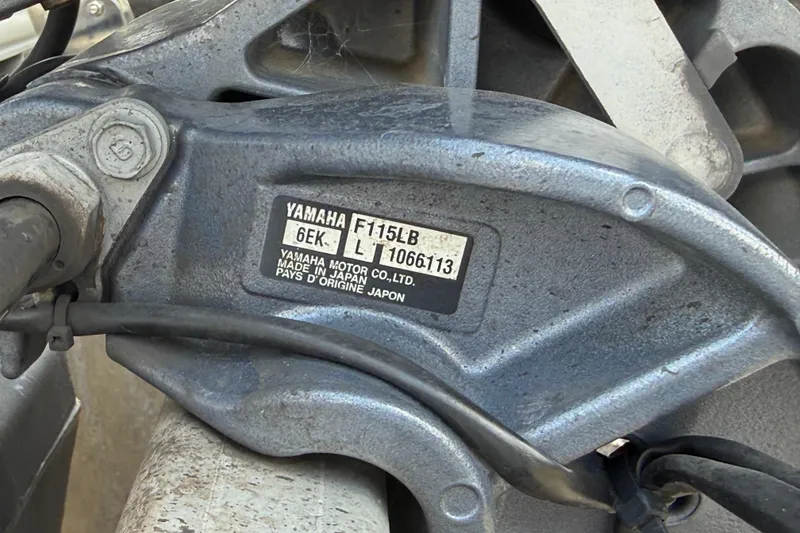 YAMAHA F115LB
6EK L 1066113
YAMAHA MOTOR CO.,LTD.
MADE IN JAPAN
PAYS D'ORIGINE JAPON